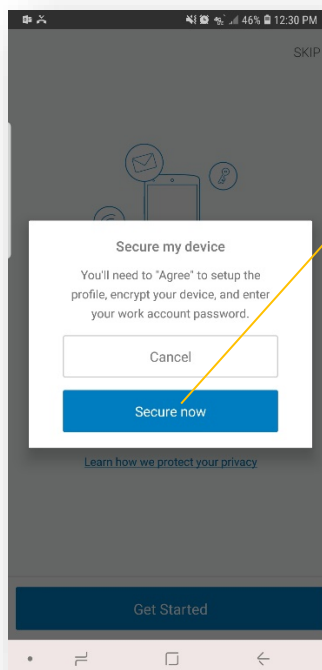 46% 12:30 PM
SKIP
Secure my device
You'll need to "Agree" to setup the
profile, encrypt your device, and enter
your work account password.
Cancel
Secure now
Learn how we protect your privacy
Get Started